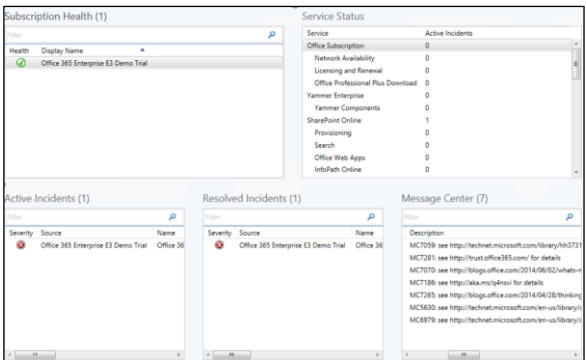 Subscription Health (1)
Filter
Health Display Name
Office 365 Enterprise E3 Demo Trial
Service Status
Service Active Incidents
Office Subscription 0
Network Availability 0
Licensing and Renewal 0
Office Professional Plus Download 0
Yammer Enterprise 0
Yammer Components 0
SharePoint Online 1
Provisioning 0
Search 0
Office Web Apps 0
InfoPath Online 0
Active Incidents (1)
Filter
Severity Source Name
Office 365 Enterprise E3 Demo Trial Office 36
Resolved Incidents (1)
Filter
Severity Source Name
Office 365 Enterprise E3 Demo Trial Office 36
Message Center (7)
Filter
Description
MC7059: see http://technet.microsoft.com/library/hh3731
MC7281: see http://trust.office365.com/ for details
MC7070: see http://blogs.office.com/2014/06/02/whats-n
MC7186: see http://aka.ms/q4nsvi for details
MC7265: see http://blogs.office.com/2014/04/28/thinking
MC5630: see http://technet.microsoft.com/en-us/library/c
MC6979: see http://technet.microsoft.com/en-us/library/c